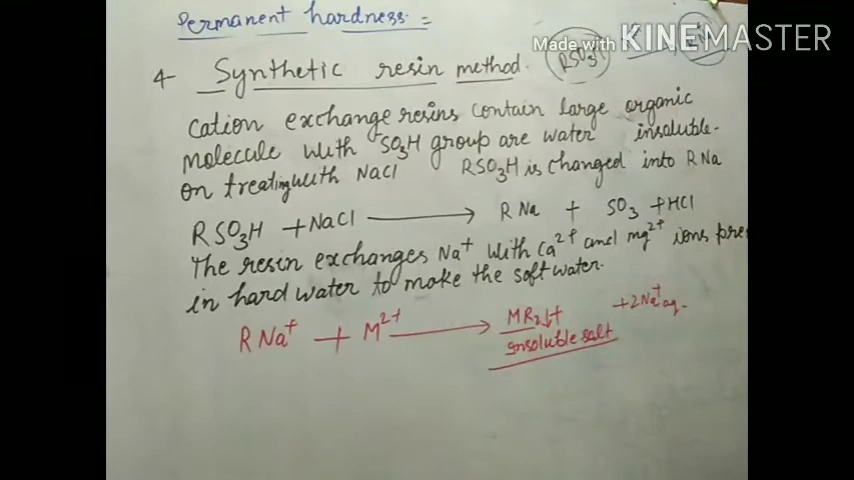 Permanent hardness =
Made with KINEMASTER
RSO3H
4- Synthetic resin method.
Cation exchange resins contain large organic
molecule with SO3H group are water insoluble-
on treating with NaCl RSO3H is changed into RNa
RSO3H + NaCl ⟶ RNa + SO3 + HCl
The resin exchanges Na+ with Ca2+ and mg2+ ions pre
in hard water to make the soft water.
RNa+ + M2+ ⟶ MR2↓+ +2Na+aq.
insoluble salt